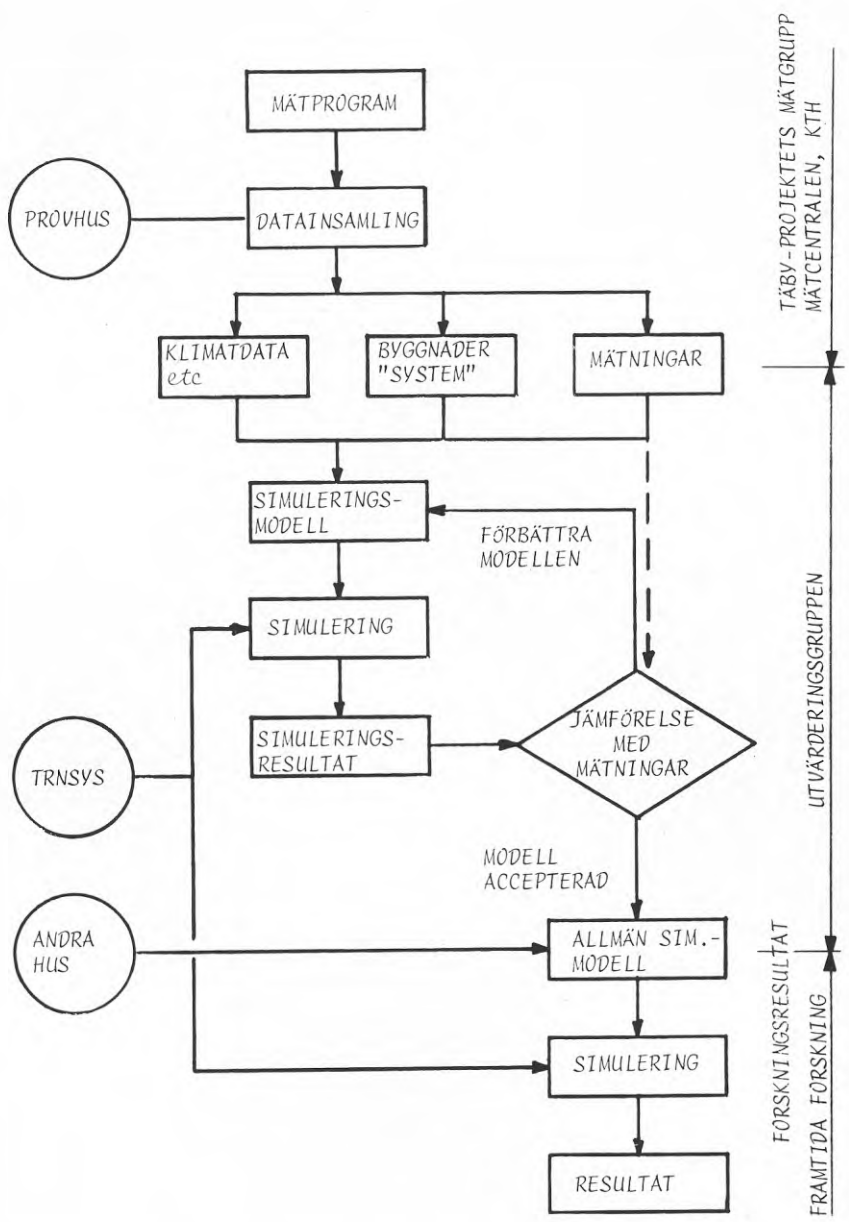 MÄTPROGRAM
PROVHUS
DATAINSAMLING
KLIMATDATA
etc
BYGGNADER
"SYSTEM"
MÄTNINGAR
SIMULERINGS-
MODELL
FÖRBÄTTRA
MODELLEN
SIMULERING
SIMULERINGS-
RESULTAT
JÄMFÖRELSE
MED
MÄTNINGAR
TRNSYS
MODELL
ACCEPTERAD
ANDRA
HUS
ALLMÄN SIM.-
MODELL
SIMULERING
RESULTAT
TÄBY-PROJEKTETS MÄTGRUPP
MÄTCENTRALEN, KTH
UTVÄRDERINGSGRUPPEN
FORSKNINGSRESULTAT
FRAMTIDA FORSKNING